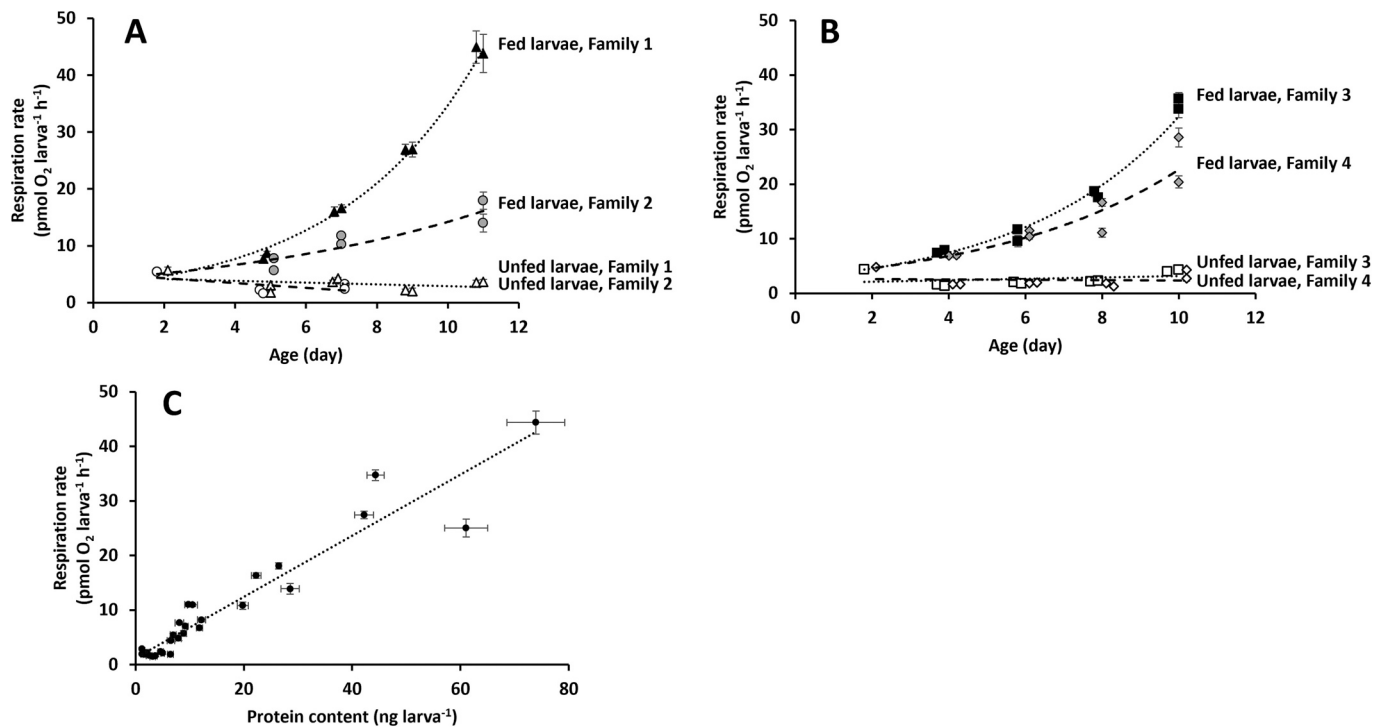 A
Respiration rate
(pmol O₂ larva⁻¹ h⁻¹)
50
40
30
20
10
0
0 2 4 6 8 10 12
Age (day)
Fed larvae, Family 1
Fed larvae, Family 2
Unfed larvae, Family 1
Unfed larvae, Family 2
B
Respiration rate
(pmol O₂ larva⁻¹ h⁻¹)
50
40
30
20
10
0
0 2 4 6 8 10 12
Age (day)
Fed larvae, Family 3
Fed larvae, Family 4
Unfed larvae, Family 3
Unfed larvae, Family 4
C
Respiration rate
(pmol O₂ larva⁻¹ h⁻¹)
50
40
30
20
10
0
0 20 40 60 80
Protein content (ng larva⁻¹)